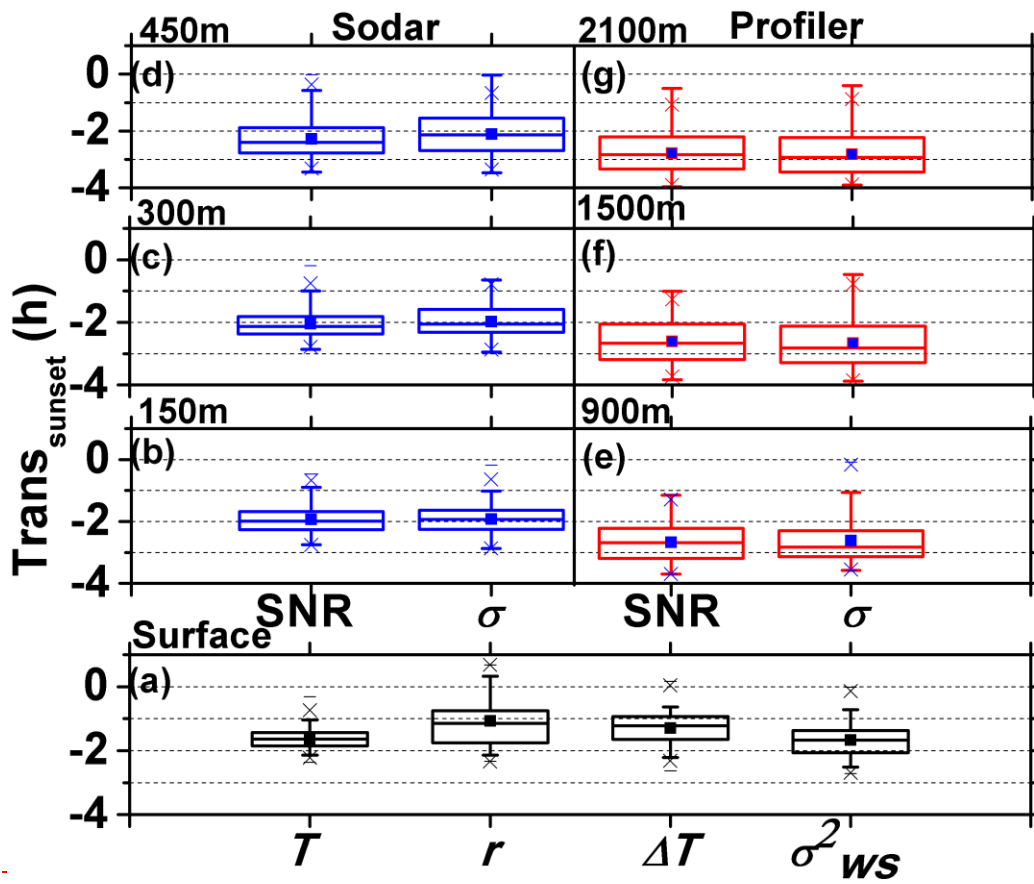 450m Sodar 2100m Profiler
0 (d) (g)
-2
-4
300m 1500m
0 (c) (f)
-2
-4
150m 900m
0 (b) (e)
-2
-4
Trans sunset (h)
SNR σ SNR σ
Surface
0 (a)
-2
-4
T r ΔT σ² WS